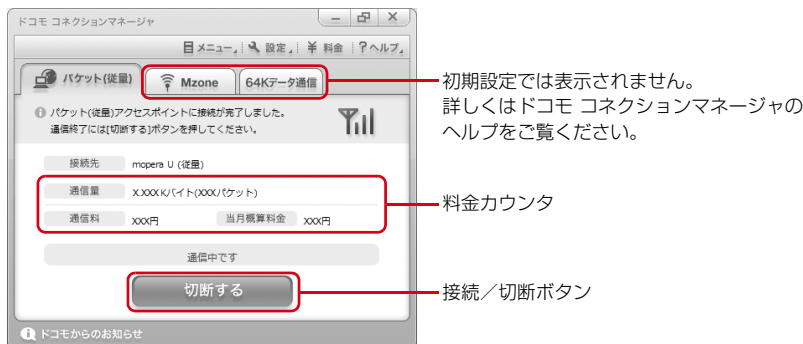 ドコモ コネクションマネージャ
メニュー 設定 料金 ?ヘルプ
パケット(従量) Mzone 64Kデータ通信
パケット(従量)アクセスポイントに接続が完了しました。
通信終了には[切断する]ボタンを押してください。
接続先 mopera U (従量)
通信量 X.XXX Kバイト(XXXパケット)
通信料 xxx円 当月概算料金 xxx円
通信中です
切断する
ドコモからのお知らせ
初期設定では表示されません。
詳しくはドコモ コネクションマネージャの
ヘルプをご覧ください。
料金カウンタ
接続／切断ボタン